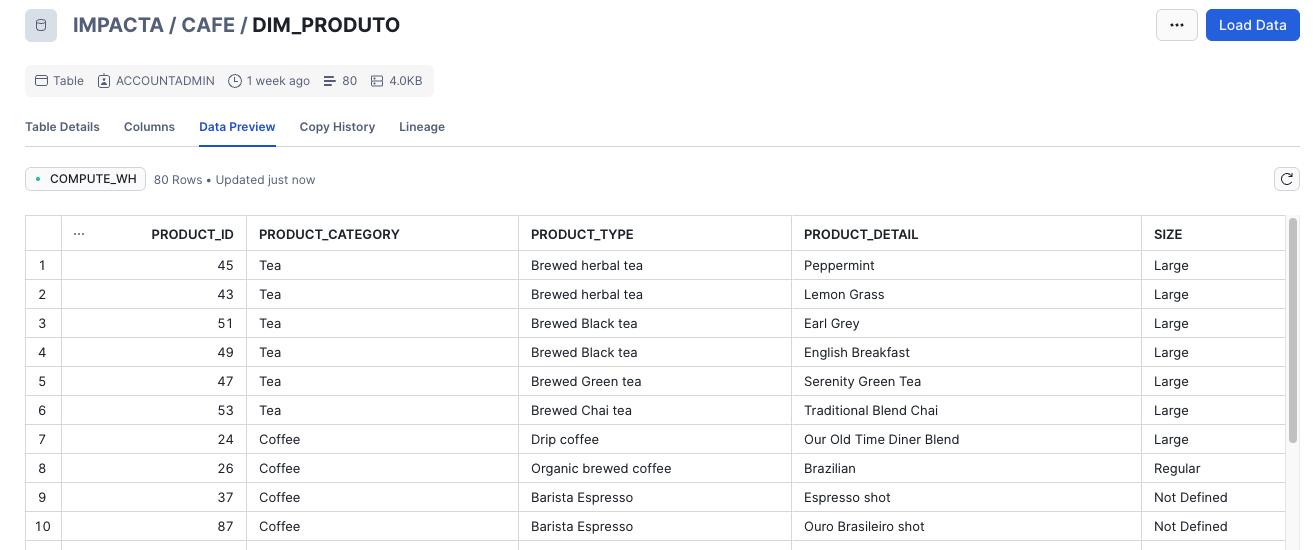 IMPACTA / CAFE / DIM_PRODUTO
... Load Data
Table ACCOUNTADMIN 1 week ago 80 4.0KB
Table Details Columns Data Preview Copy History Lineage
COMPUTE_WH 80 Rows • Updated just now
... PRODUCT_ID PRODUCT_CATEGORY PRODUCT_TYPE PRODUCT_DETAIL SIZE
1 45 Tea Brewed herbal tea Peppermint Large
2 43 Tea Brewed herbal tea Lemon Grass Large
3 51 Tea Brewed Black tea Earl Grey Large
4 49 Tea Brewed Black tea English Breakfast Large
5 47 Tea Brewed Green tea Serenity Green Tea Large
6 53 Tea Brewed Chai tea Traditional Blend Chai Large
7 24 Coffee Drip coffee Our Old Time Diner Blend Large
8 26 Coffee Organic brewed coffee Brazilian Regular
9 37 Coffee Barista Espresso Espresso shot Not Defined
10 87 Coffee Barista Espresso Ouro Brasileiro shot Not Defined